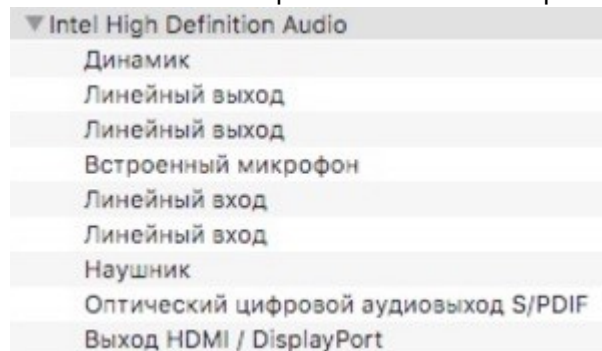 Intel High Definition Audio
Динамик
Линейный выход
Линейный выход
Встроенный микрофон
Линейный вход
Линейный вход
Наушник
Оптический цифровой аудиовыход S/PDIF
Выход HDMI / DisplayPort